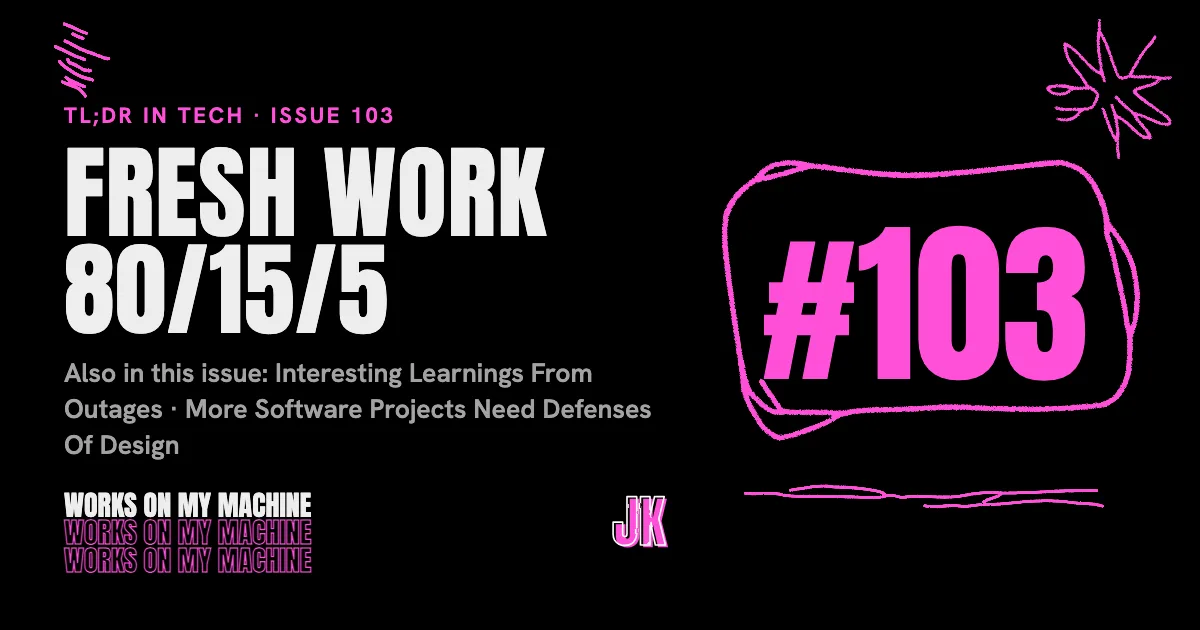 TL;DR IN TECH · ISSUE 103
FRESH WORK
80/15/5
Also in this issue: Interesting Learnings From
Outages · More Software Projects Need Defenses
Of Design
WORKS ON MY MACHINE
WORKS ON MY MACHINE
WORKS ON MY MACHINE
JK
#103